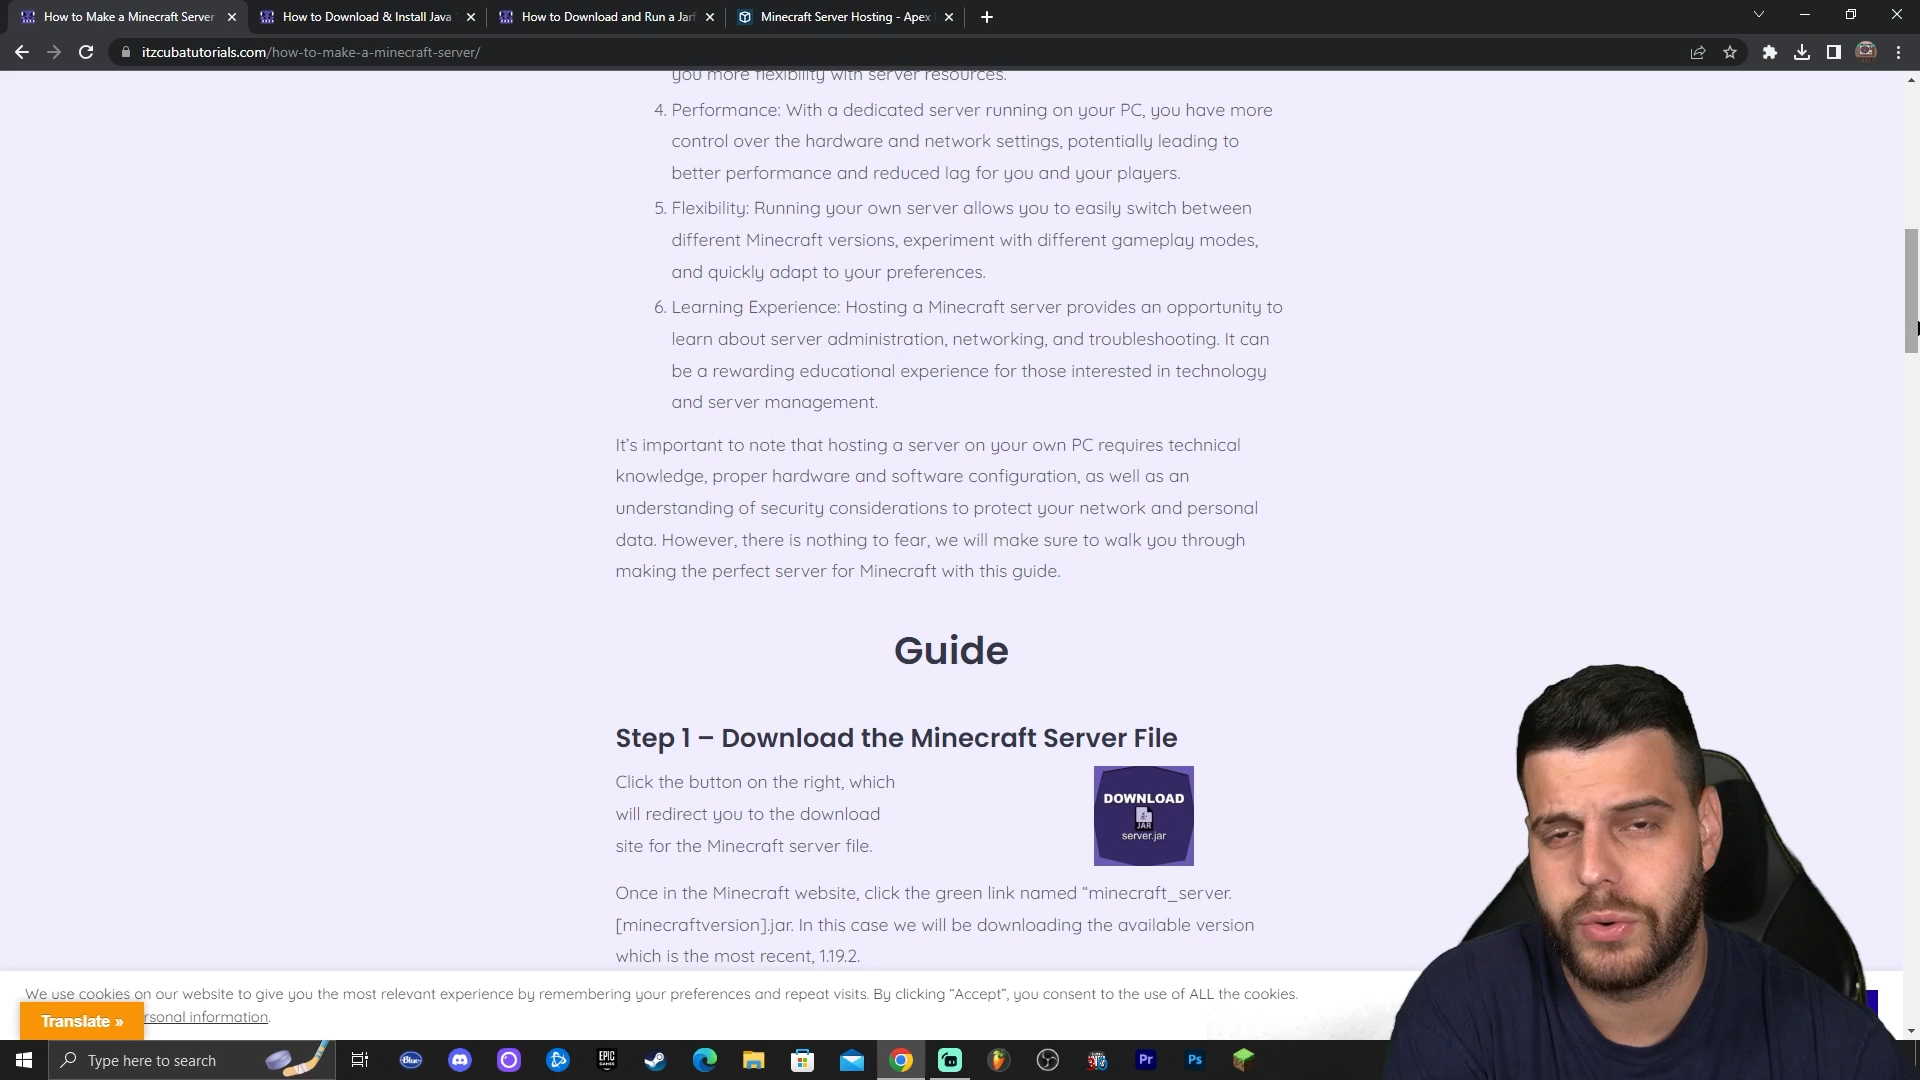 How to Make a Minecraft Server
How to Download & Install Java
How to Download and Run a Jar
Minecraft Server Hosting - Apex
itzcubatutorials.com/how-to-make-a-minecraft-server/
you more flexibility with server resources.
4. Performance: With a dedicated server running on your PC, you have more
control over the hardware and network settings, potentially leading to
better performance and reduced lag for you and your players.
5. Flexibility: Running your own server allows you to easily switch between
different Minecraft versions, experiment with different gameplay modes,
and quickly adapt to your preferences.
6. Learning Experience: Hosting a Minecraft server provides an opportunity to
learn about server administration, networking, and troubleshooting. It can
be a rewarding educational experience for those interested in technology
and server management.
It's important to note that hosting a server on your own PC requires technical
knowledge, proper hardware and software configuration, as well as an
understanding of security considerations to protect your network and personal
data. However, there is nothing to fear, we will make sure to walk you through
making the perfect server for Minecraft with this guide.
Guide
Step 1 – Download the Minecraft Server File
Click the button on the right, which
will redirect you to the download
site for the Minecraft server file.
DOWNLOAD
JAR
server.jar
Once in the Minecraft website, click the green link named “minecraft_server.
[minecraftversion].jar. In this case we will be downloading the available version
which is the most recent, 1.19.2.
We use cookies on our website to give you the most relevant experience by remembering your preferences and repeat visits. By clicking “Accept”, you consent to the use of ALL the cookies.
Translate »
rsonal information.
Type here to search
Blue
EPIC
GAMES
Pr
Ps